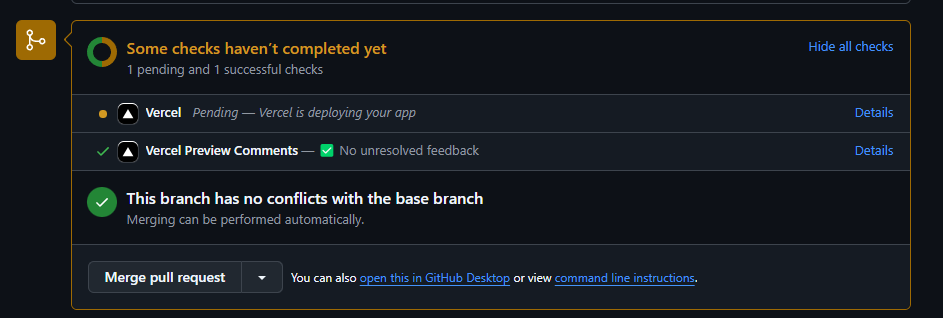 Some checks haven't completed yet
Hide all checks
1 pending and 1 successful checks
Vercel Pending — Vercel is deploying your app
Details
Vercel Preview Comments — ✅ No unresolved feedback
Details
This branch has no conflicts with the base branch
Merging can be performed automatically.
Merge pull request
You can also open this in GitHub Desktop or view command line instructions.